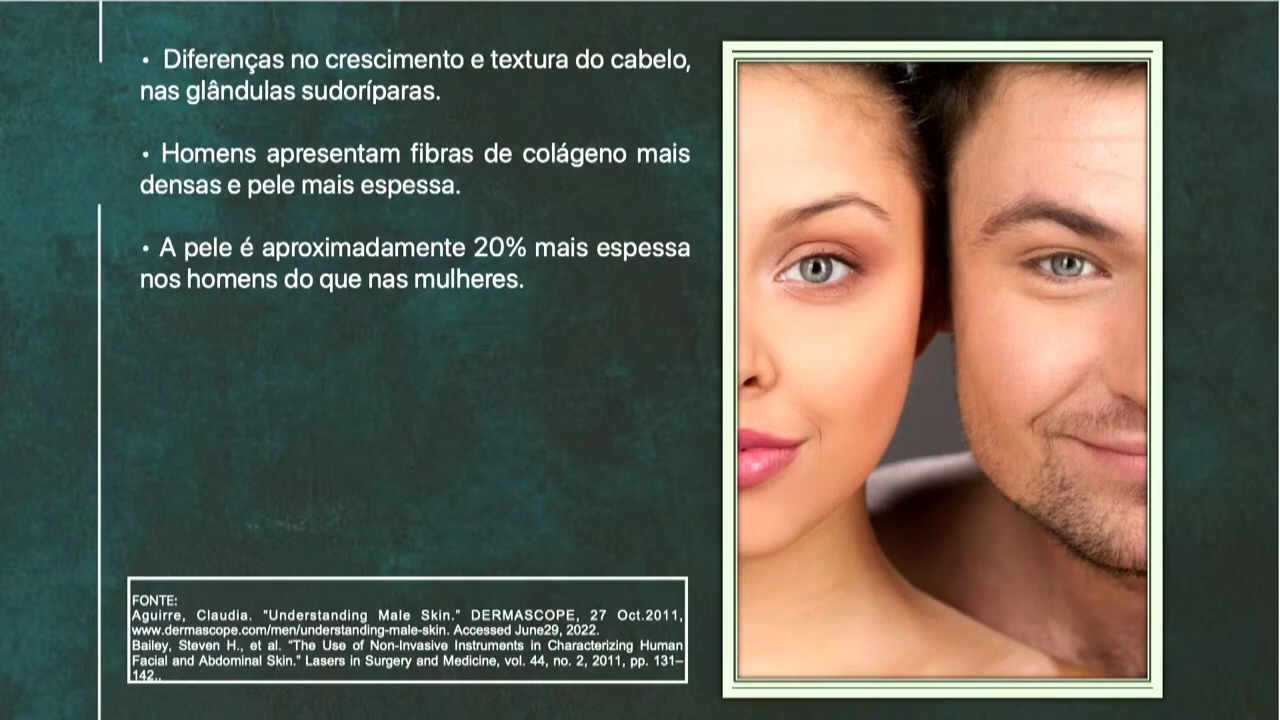 • Diferenças no crescimento e textura do cabelo,
nas glândulas sudoríparas.
• Homens apresentam fibras de colágeno mais
densas e pele mais espessa.
• A pele é aproximadamente 20% mais espessa
nos homens do que nas mulheres.
FONTE:
Aguirre, Claudia. "Understanding Male Skin." DERMASCOPE, 27 Oct.2011,
www.dermascope.com/men/understanding-male-skin. Accessed June29, 2022.
Bailey, Steven H., et al. "The Use of Non-Invasive Instruments in Characterizing Human
Facial and Abdominal Skin." Lasers in Surgery and Medicine, vol. 44, no. 2, 2011, pp. 131–
142..